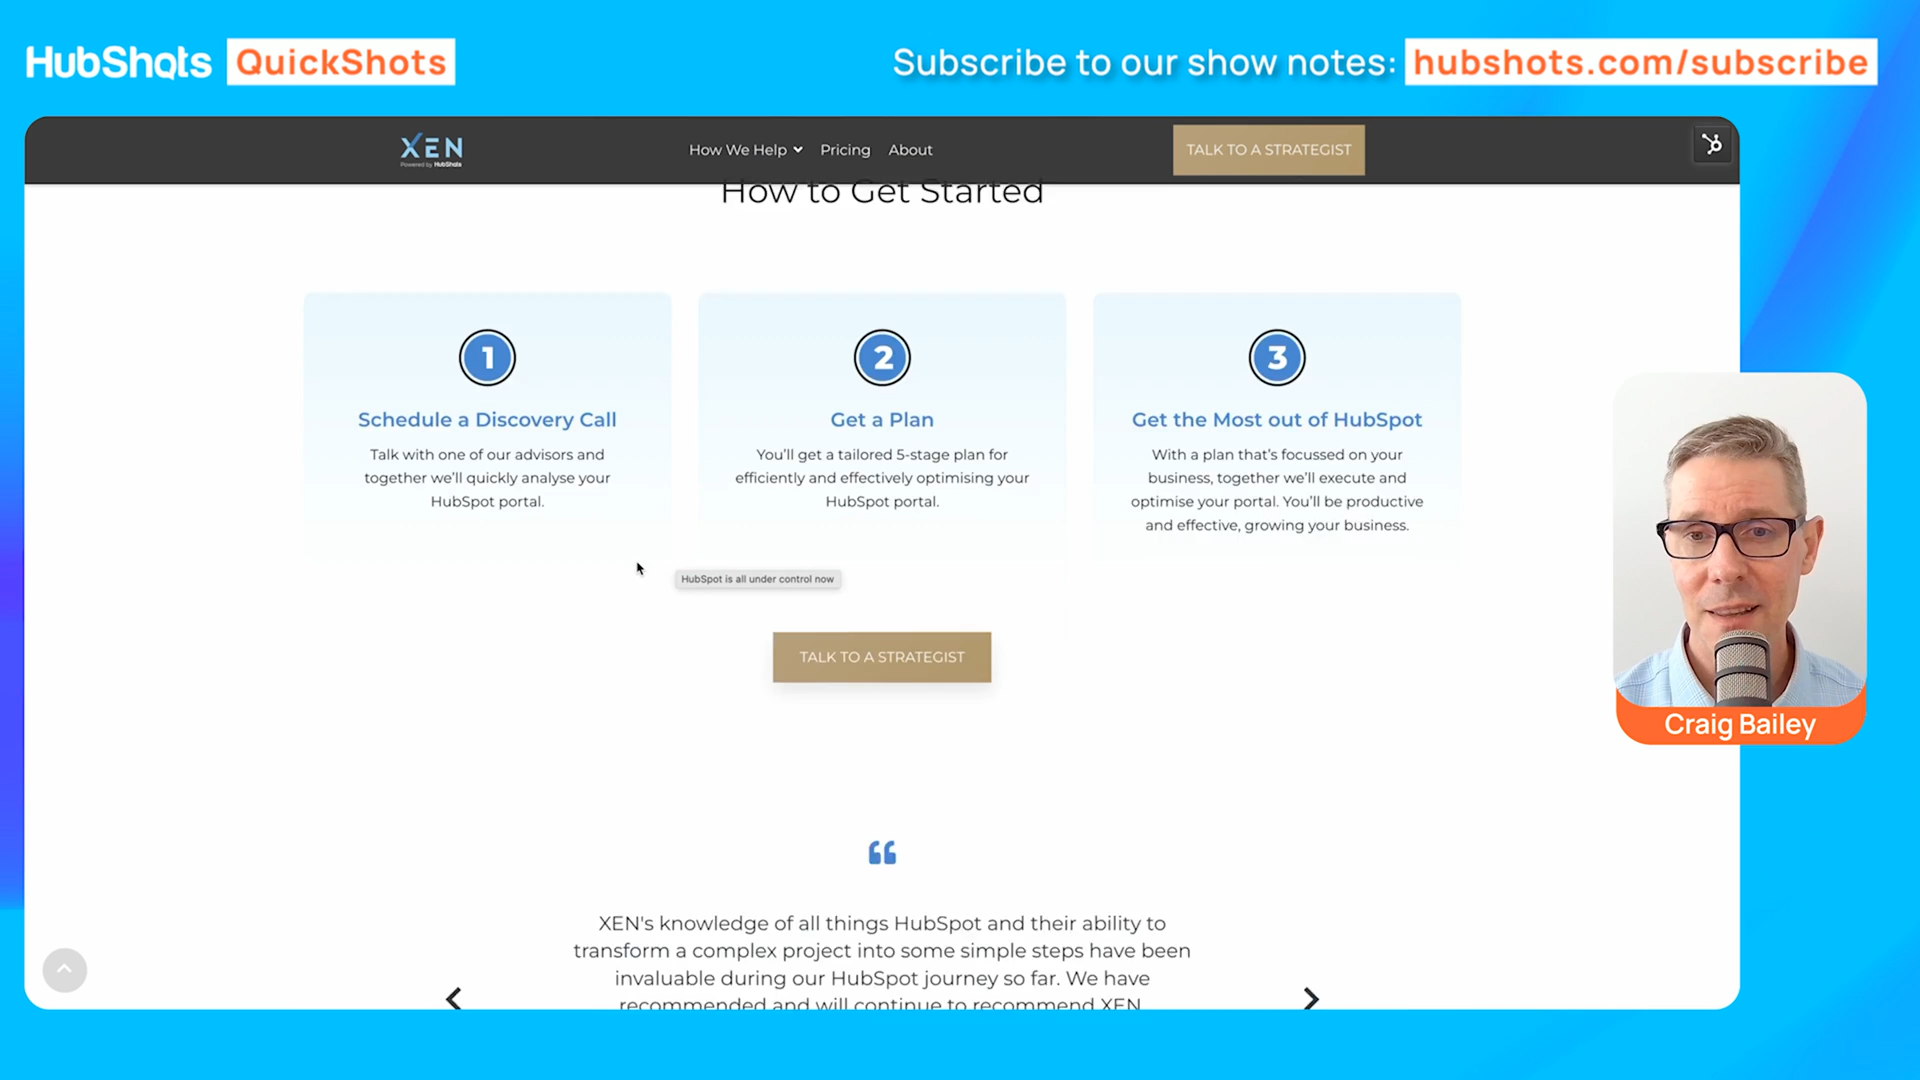 HubShots QuickShots
Subscribe to our show notes: hubshots.com/subscribe
XEN
Powered by HubShots
How We Help
Pricing
About
TALK TO A STRATEGIST
How to Get Started
1
Schedule a Discovery Call
Talk with one of our advisors and
together we'll quickly analyse your
HubSpot portal.
2
Get a Plan
You'll get a tailored 5-stage plan for
efficiently and effectively optimising your
HubSpot portal.
3
Get the Most out of HubSpot
With a plan that's focussed on your
business, together we'll execute and
optimise your portal. You'll be productive
and effective, growing your business.
HubSpot is all under control now
TALK TO A STRATEGIST
Craig Bailey
“
XEN's knowledge of all things HubSpot and their ability to
transform a complex project into some simple steps have been
invaluable during our HubSpot journey so far. We have
recommended and will continue to recommend XEN